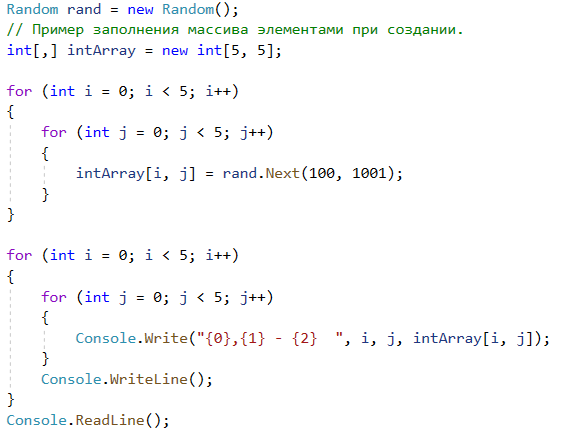 Random rand = new Random();
// Пример заполнения массива элементами при создании.
int[,] intArray = new int[5, 5];

for (int i = 0; i < 5; i++)
{
    for (int j = 0; j < 5; j++)
    {
        intArray[i, j] = rand.Next(100, 1001);
    }
}

for (int i = 0; i < 5; i++)
{
    for (int j = 0; j < 5; j++)
    {
        Console.Write("{0},{1} - {2}  ", i, j, intArray[i, j]);
    }
    Console.WriteLine();
}
Console.ReadLine();